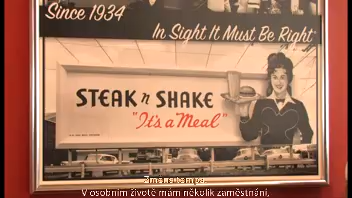 Since 1934
In Sight It Must Be Right
STEAK n SHAKE
"It's a Meal"
V osobním životě mám několik zaměstnání,